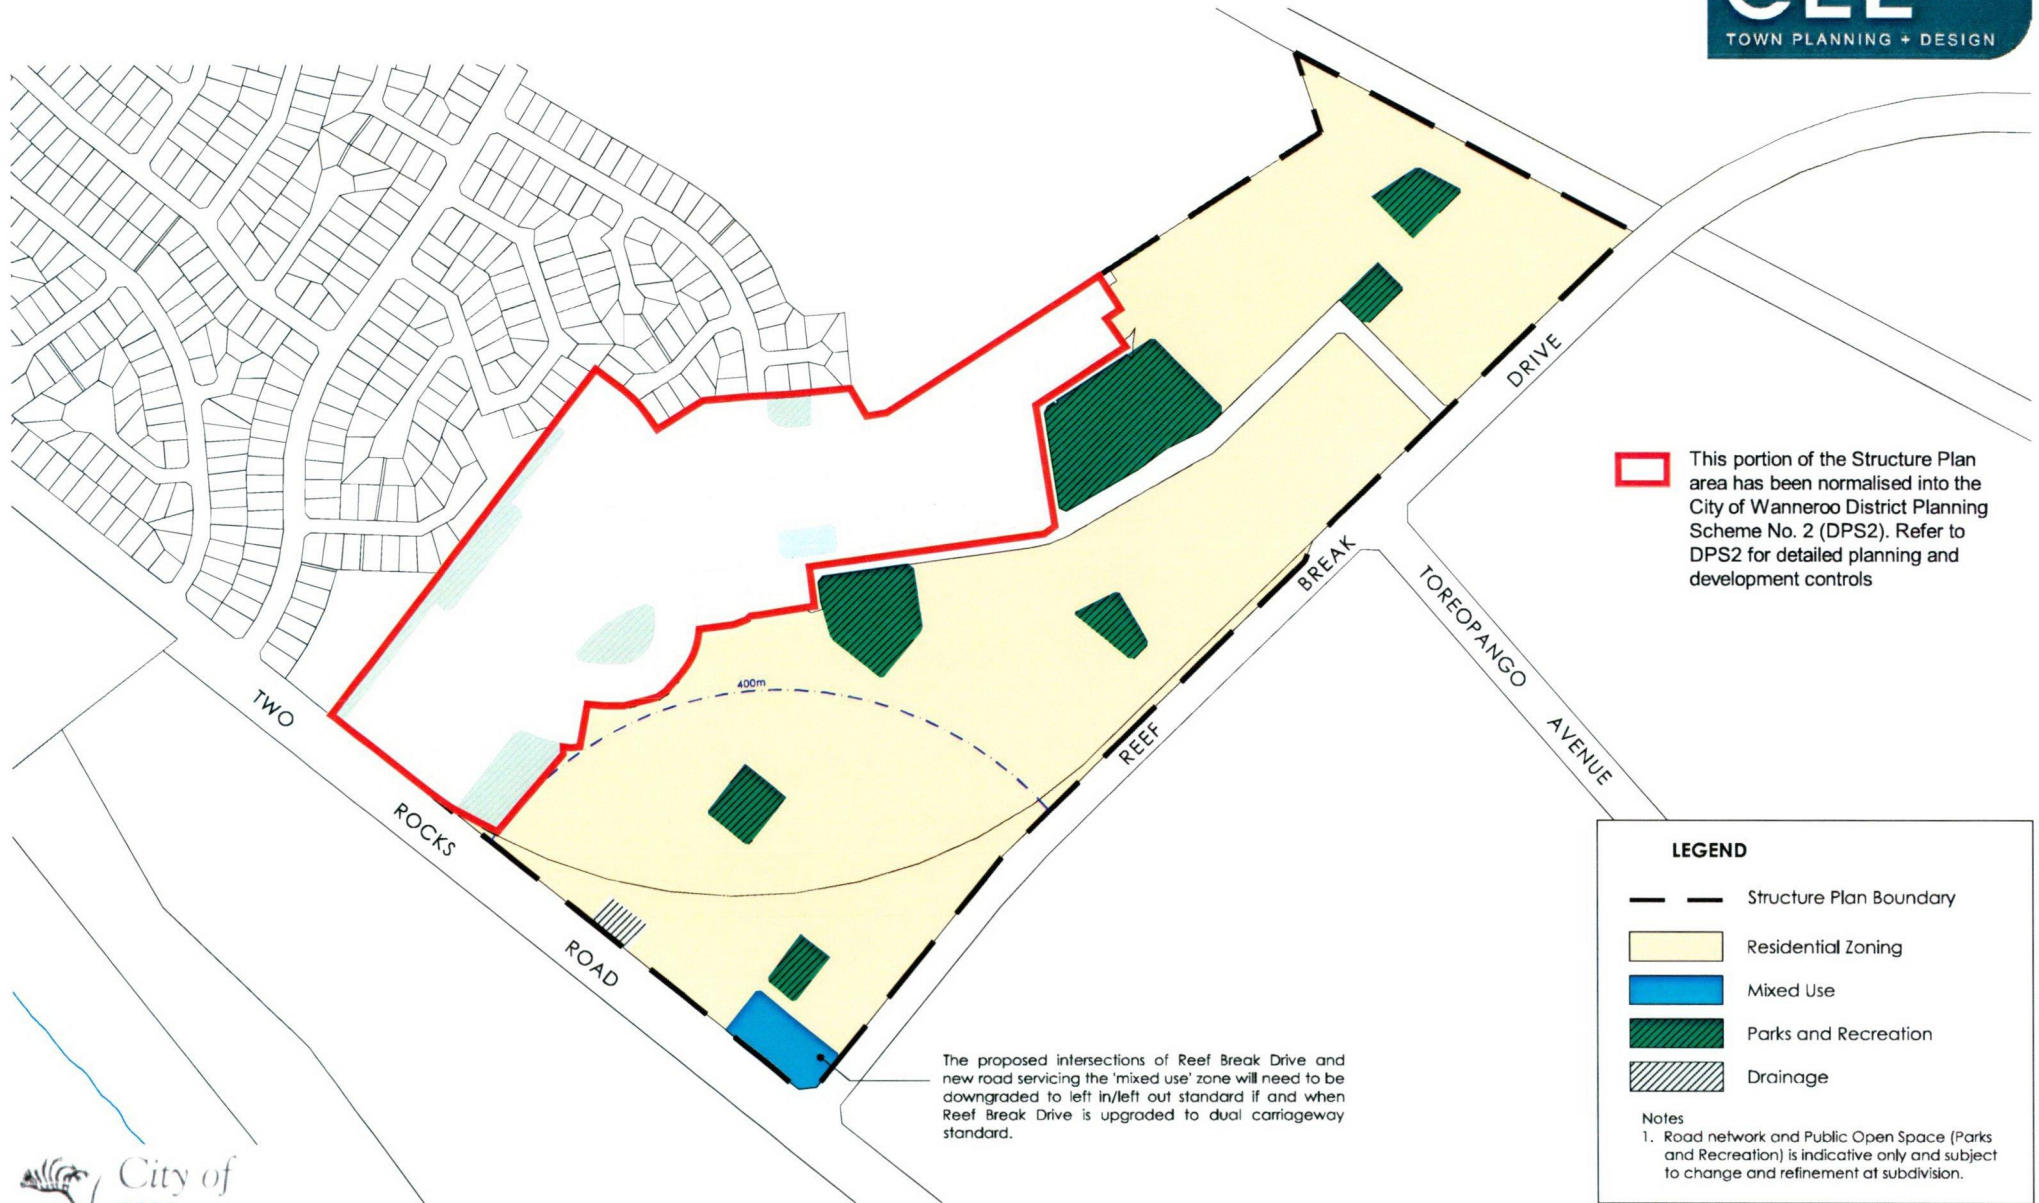 TOWN PLANNING + DESIGN
DRIVE
This portion of the Structure Plan
area has been normalised into the
City of Wanneroo District Planning
Scheme No. 2 (DPS2). Refer to
DPS2 for detailed planning and
development controls
BREAK
TOREOPANGO
AVENUE
REEF
400m
TWO
ROCKS
ROAD
The proposed intersections of Reef Break Drive and
new road servicing the 'mixed use' zone will need to be
downgraded to left in/left out standard if and when
Reef Break Drive is upgraded to dual carriageway
standard.
LEGEND
Structure Plan Boundary
Residential Zoning
Mixed Use
Parks and Recreation
Drainage
Notes
1. Road network and Public Open Space (Parks
and Recreation) is indicative only and subject
to change and refinement at subdivision.
City of